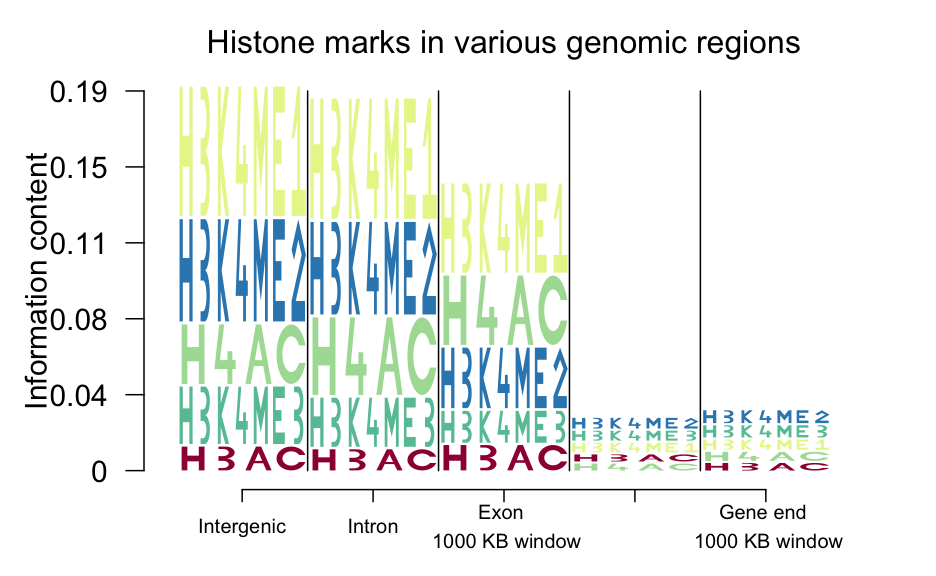 Histone marks in various genomic regions
Information content
0.19
0.15
0.11
0.08
0.04
0
H3K4ME1
H3K4ME2
H4AC
H3K4ME3
H3AC
H3K4ME1
H3K4ME2
H4AC
H3K4ME3
H3AC
H3K4ME1
H4AC
H3K4ME2
H3K4ME3
H3AC
H3K4ME2
H3K4ME3
H3K4ME1
H3AC
H4AC
H3K4ME2
H3K4ME3
H3K4ME1
H4AC
H3AC
Intergenic
Intron
Exon
1000 KB window
Gene end
1000 KB window